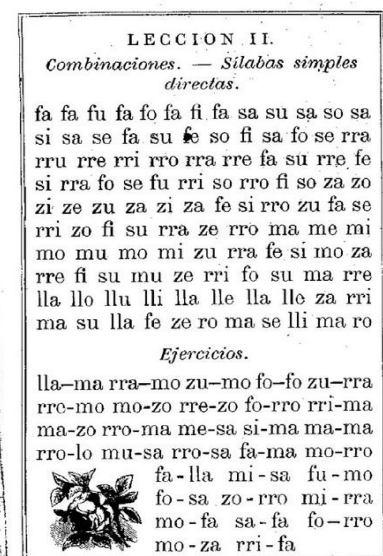 LECCION II.
Combinaciones. — Sílabas simples
directas.
fa fa fu fa fo fa fi fa sa su sa so sa
si sa se fa su fe so fi sa fo se rra
rru rre rri rro rra rre fa su rre fe
si rra fo se fu rri so rro fi so za zo
zi ze zu za zi za fe si rro zu fa se
rri zo fi su rra ze rro ma me mi
mo mu mo mi zu rra fe si mo za
rre fi su mu ze rri fo su ma rre
lla llo llu lli lla lle lla llo za rri
ma su lla fe ze ro ma se lli ma ro
Ejercicios.
lla—ma rra—mo zu—mo fo—fo zu—rra
rre-mo mo-zo rre-zo fo-rro rri-ma
ma-zo rro-ma me-sa si-ma ma-ma
rro-lo mu-sa rro-sa fa-ma mo-rro
fa-lla mi-sa fu-mo
fo-sa zo-rro mi-rra
mo-fa sa-fa fo—rro
mo-za rri-fa